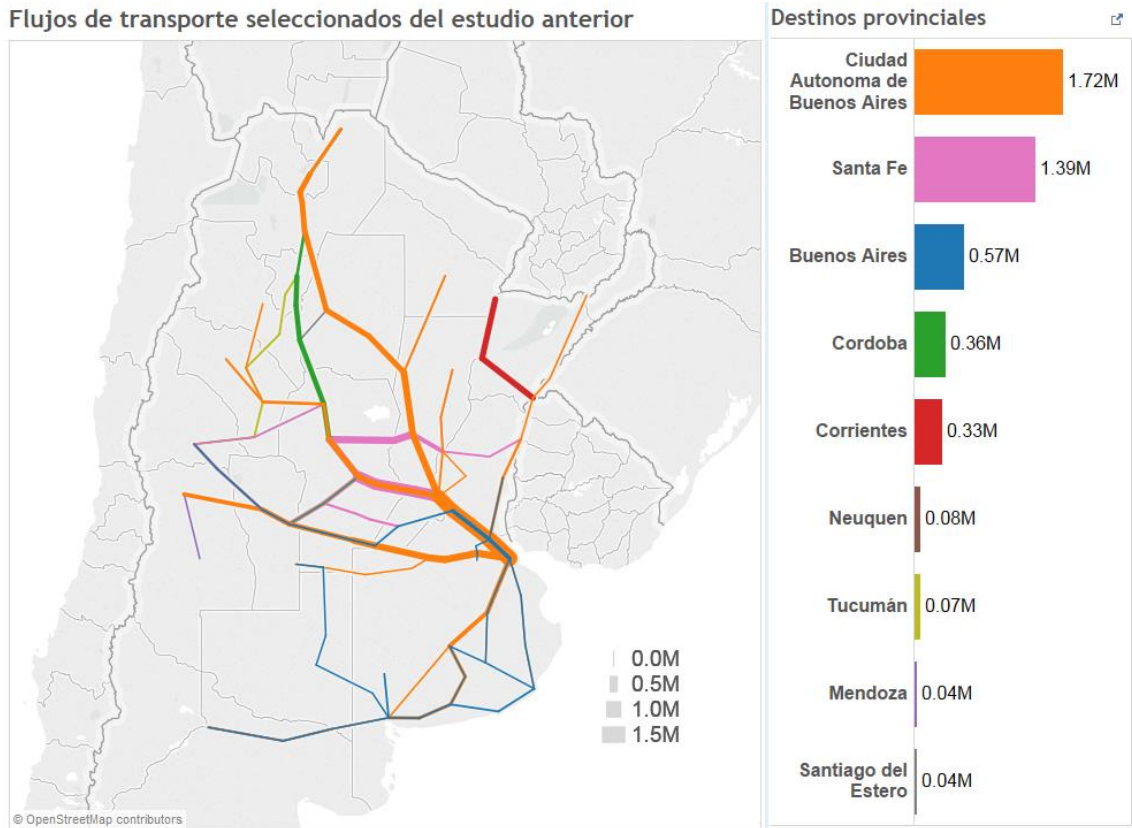 Flujos de transporte seleccionados del estudio anterior
Destinos provinciales
Ciudad
Autonoma de
Buenos Aires
1.72M
Santa Fe
1.39M
Buenos Aires
0.57M
Cordoba
0.36M
Corrientes
0.33M
Neuquen
0.08M
Tucumán
0.07M
Mendoza
0.04M
Santiago del
Estero
0.04M
0.0M
0.5M
1.0M
1.5M
© OpenStreetMap contributors